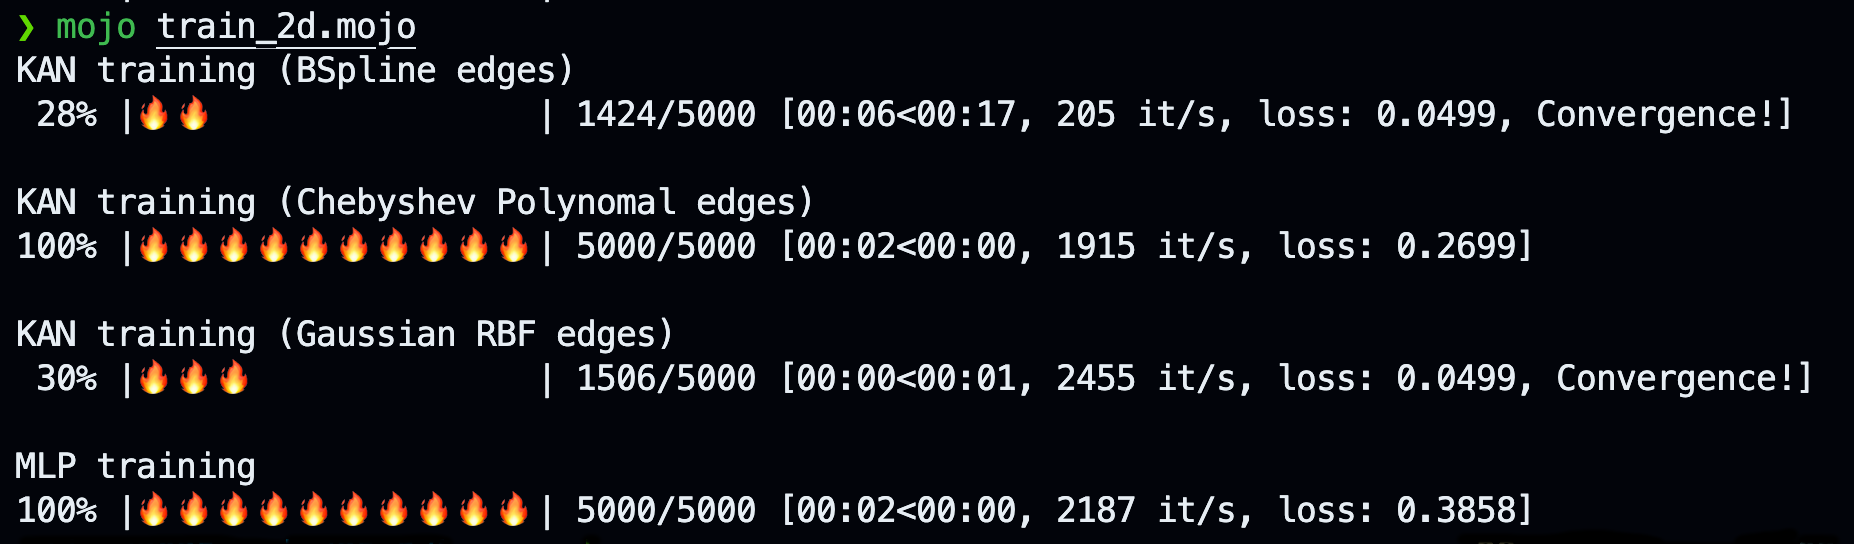 ❯ mojo train_2d.mojo
KAN training (BSpline edges)
28% |🔥🔥 | 1424/5000 [00:06<00:17, 205 it/s, loss: 0.0499, Convergence!]
KAN training (Chebyshev Polynomal edges)
100% |🔥🔥🔥🔥🔥🔥🔥🔥🔥🔥| 5000/5000 [00:02<00:00, 1915 it/s, loss: 0.2699]
KAN training (Gaussian RBF edges)
30% |🔥🔥🔥 | 1506/5000 [00:00<00:01, 2455 it/s, loss: 0.0499, Convergence!]
MLP training
100% |🔥🔥🔥🔥🔥🔥🔥🔥🔥🔥| 5000/5000 [00:02<00:00, 2187 it/s, loss: 0.3858]